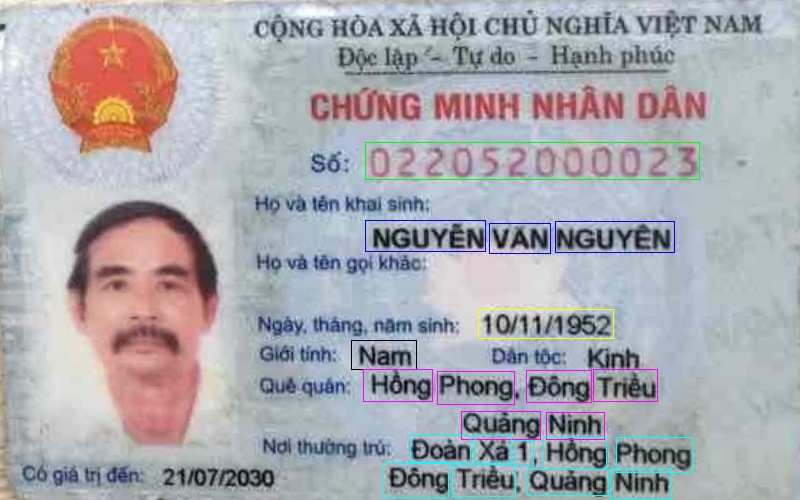 CỘNG HÒA XÃ HỘI CHỦ NGHĨA VIỆT NAM
Độc lập - Tự do - Hạnh phúc
CHỨNG MINH NHÂN DÂN
Số: 022052000023
Họ và tên khai sinh:
NGUYỄN VĂN NGUYÊN
Họ và tên gọi khác:
Ngày, tháng, năm sinh: 10/11/1952
Giới tính: Nam Dân tộc: Kinh
Quê quán: Hồng Phong, Đông Triều
Quảng Ninh
Nơi thường trú: Đoàn Xá 1, Hồng Phong
Đông Triều, Quảng Ninh
Có giá trị đến: 21/07/2030